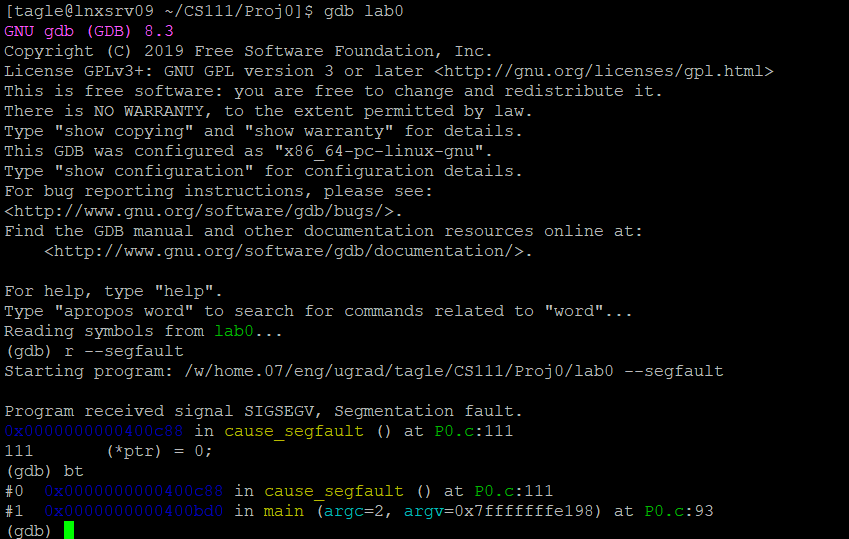 [tagle@lnxsrv09 ~/CS111/Proj0]$ gdb lab0
GNU gdb (GDB) 8.3
Copyright (C) 2019 Free Software Foundation, Inc.
License GPLv3+: GNU GPL version 3 or later <http://gnu.org/licenses/gpl.html>
This is free software: you are free to change and redistribute it.
There is NO WARRANTY, to the extent permitted by law.
Type "show copying" and "show warranty" for details.
This GDB was configured as "x86_64-pc-linux-gnu".
Type "show configuration" for configuration details.
For bug reporting instructions, please see:
<http://www.gnu.org/software/gdb/bugs/>.
Find the GDB manual and other documentation resources online at:
    <http://www.gnu.org/software/gdb/documentation/>.

For help, type "help".
Type "apropos word" to search for commands related to "word"...
Reading symbols from lab0...
(gdb) r --segfault
Starting program: /w/home.07/eng/ugrad/tagle/CS111/Proj0/lab0 --segfault

Program received signal SIGSEGV, Segmentation fault.
0x0000000000400c88 in cause_segfault () at P0.c:111
111       (*ptr) = 0;
(gdb) bt
#0  0x0000000000400c88 in cause_segfault () at P0.c:111
#1  0x0000000000400bd0 in main (argc=2, argv=0x7fffffffe198) at P0.c:93
(gdb)